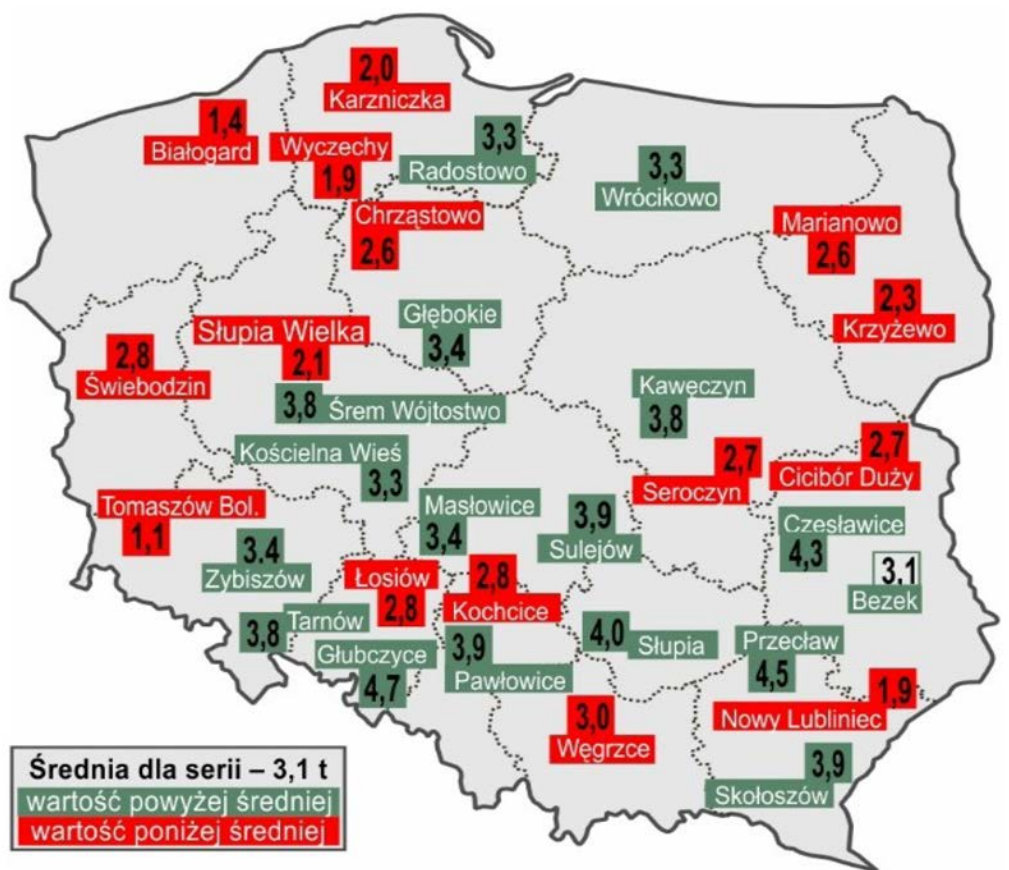 2,0
Karzniczka
1,4
Białogard
Wyczechy
1,9
3,3
Radostowo
3,3
Wrócikowo
Chrząstowo
2,6
Marianowo
2,6
2,3
Krzyżewo
Głębokie
3,4
Słupia Wielka
2,1
2,8
Świebodzin
3,8 Śrem Wójtostwo
Kawęczyn
3,8
Kościelna Wieś
3,3
2,7
Seroczyn
2,7
Cicibór Duży
Tomaszów Bol.
1,1
Masłowice
3,4
3,9
Sulejów
Czesławice
4,3
3.4
Zybiszów
Łosiów
2,8
2,8
Kochcice
3,1
Bezek
Tarnów
3,8
Głubczyce
4,7
3,9
Pawłowice
4,0 Słupia
Przecław
4,5
1,9
Nowy Lubliniec
3,0
Węgrzce
3,9
Skołoszów
Średnia dla serii – 3,1 t
wartość powyżej średniej
wartość poniżej średniej